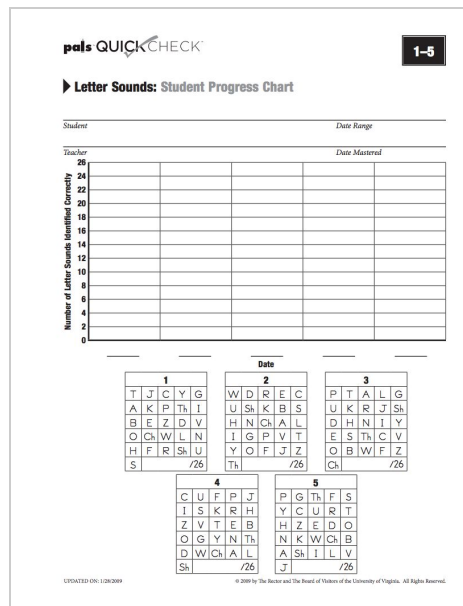 pals QUICKCHECK™
1–5
Letter Sounds: Student Progress Chart
Student Date Range
Teacher Date Mastered
Number of Letter Sounds Identified Correctly
26
24
22
20
18
16
14
12
10
8
6
4
2
0
Date
1
T J C Y G
A K P Th I
B E Z D V
O Ch W L N
H F R Sh U
S /26
2
W D R E C
U Sh K B S
H N Ch A L
I G P V T
Y O F J Z
Th /26
3
P T A L G
U K R J Sh
D H N I Y
E S Th C V
O B W F Z
Ch /26
4
C U F P J
I S K R H
Z V T E B
O G Y N Th
D W Ch A L
Sh /26
5
P G Th F S
Y C U R T
H Z E D O
N K W Ch B
A Sh I L V
J /26
UPDATED ON: 1/28/2009
© 2009 by The Rector and The Board of Visitors of the University of Virginia. All Rights Reserved.